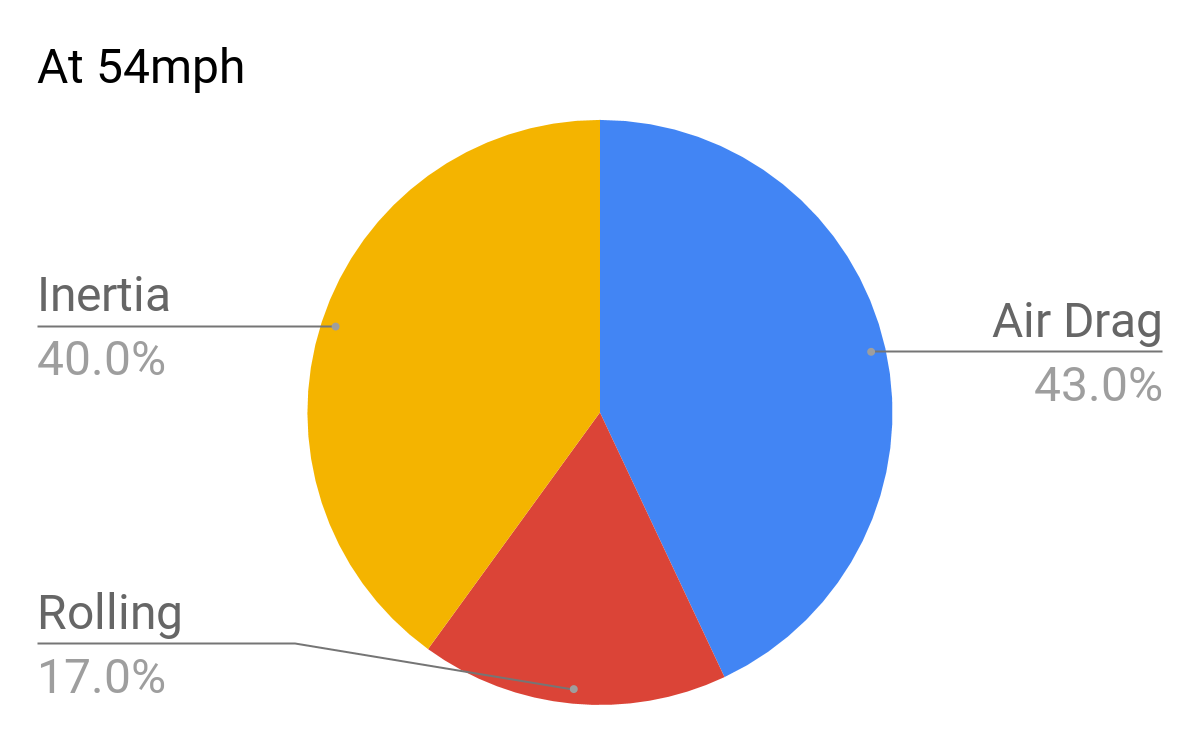 At 54mph
Inertia
40.0%
Air Drag
43.0%
Rolling
17.0%